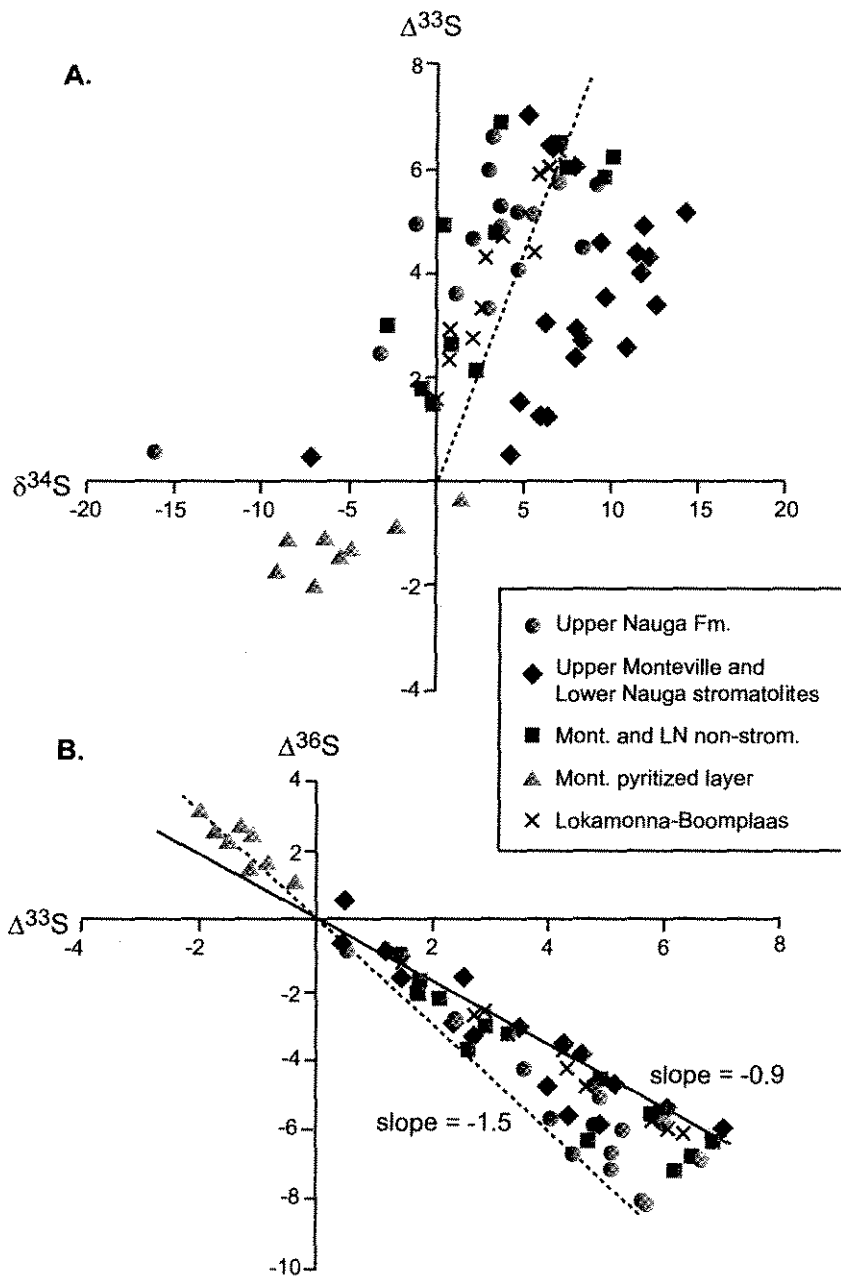 A.
Δ33S
8
6
4
2
δ34S
-20 -15 -10 -5 5 10 15 20
-2
-4
Upper Nauga Fm.
Upper Monteville and
Lower Nauga stromatolites
Mont. and LN non-strom.
Mont. pyritized layer
Lokamonna-Boomplaas
B.
Δ36S
4
2
Δ33S
-4 -2 2 4 6 8
-2
-4
-6
-8
-10
slope = -0.9
slope = -1.5